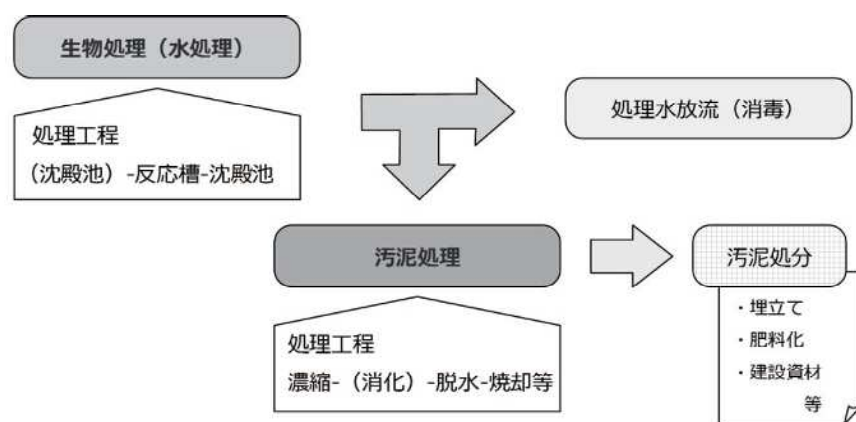 生物処理（水処理）
処理工程
（沈殿池）-反応槽-沈殿池
処理水放流（消毒）
汚泥処理
処理工程
濃縮-（消化）-脱水-焼却等
汚泥処分
・埋立て
・肥料化
・建設資材
等